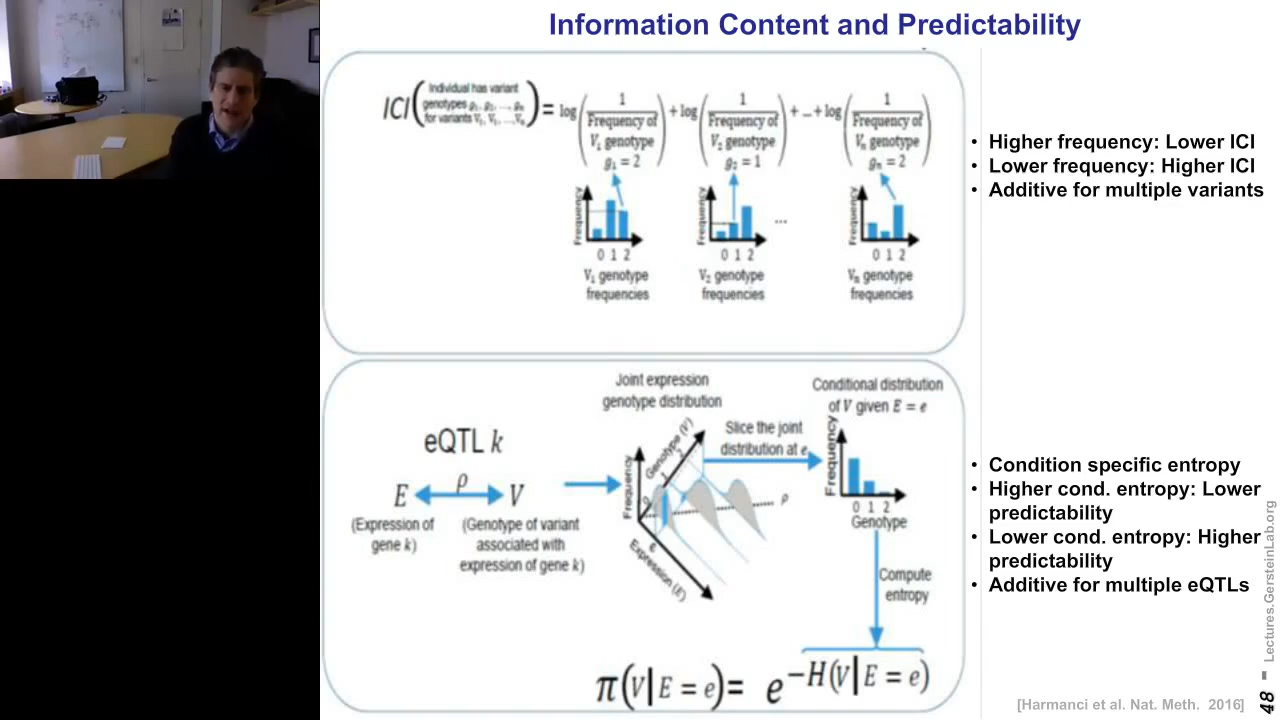 Information Content and Predictability
ICI(
Individual has variant
genotypes g₁, g₂, ..., gₙ
for variants V₁, V₁, ...,Vₙ
) = log(1 / Frequency of V₁ genotype g₁ = 2) + log(1 / Frequency of V₂ genotype g₂ = 1) + ... + log(1 / Frequency of Vₙ genotype gₙ = 2)
Frequency
0 1 2
V₁ genotype
frequencies
Frequency
0 1 2
V₂ genotype
frequencies
...
Frequency
0 1 2
Vₙ genotype
frequencies
• Higher frequency: Lower ICI
• Lower frequency: Higher ICI
• Additive for multiple variants
eQTL k
E ρ V
(Expression of
gene k)
(Genotype of variant
associated with
expression of gene k)
Joint expression
genotype distribution
Frequency
Genotype (V)
0 1 2
e
Expression (E)
ρ
Slice the joint
distribution at e
Conditional distribution
of V given E = e
Frequency
0 1 2
Genotype
Compute
entropy
π(V|E = e)= e^−H(V|E = e)
• Condition specific entropy
• Higher cond. entropy: Lower
predictability
• Lower cond. entropy: Higher
predictability
• Additive for multiple eQTLs
[Harmanci et al. Nat. Meth. 2016]
48 - Lectures.GersteinLab.org